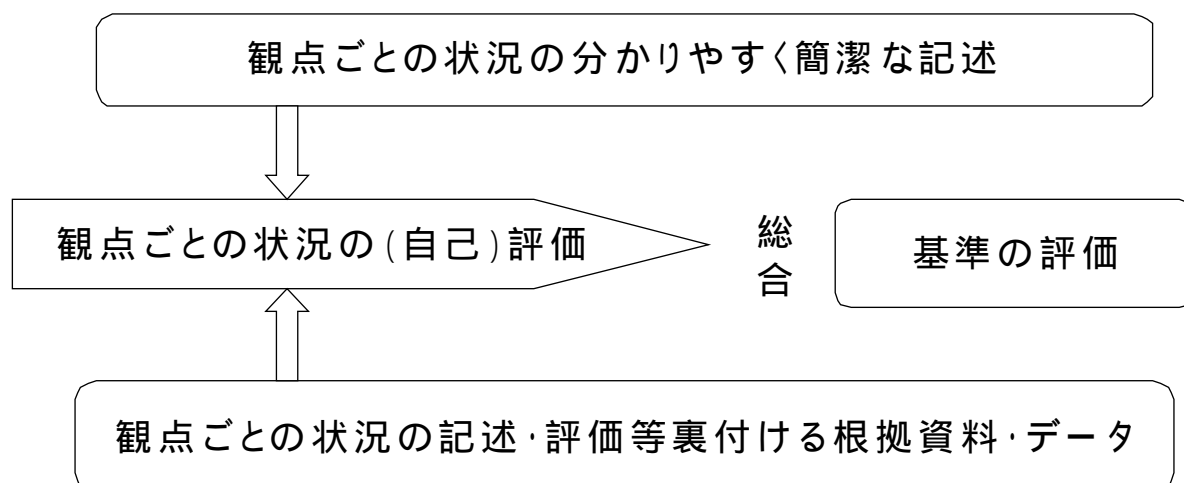 観点ごとの状況の分かりやすく簡潔な記述
観点ごとの状況の(自己)評価
総合
基準の評価
観点ごとの状況の記述・評価等裏付ける根拠資料・データ